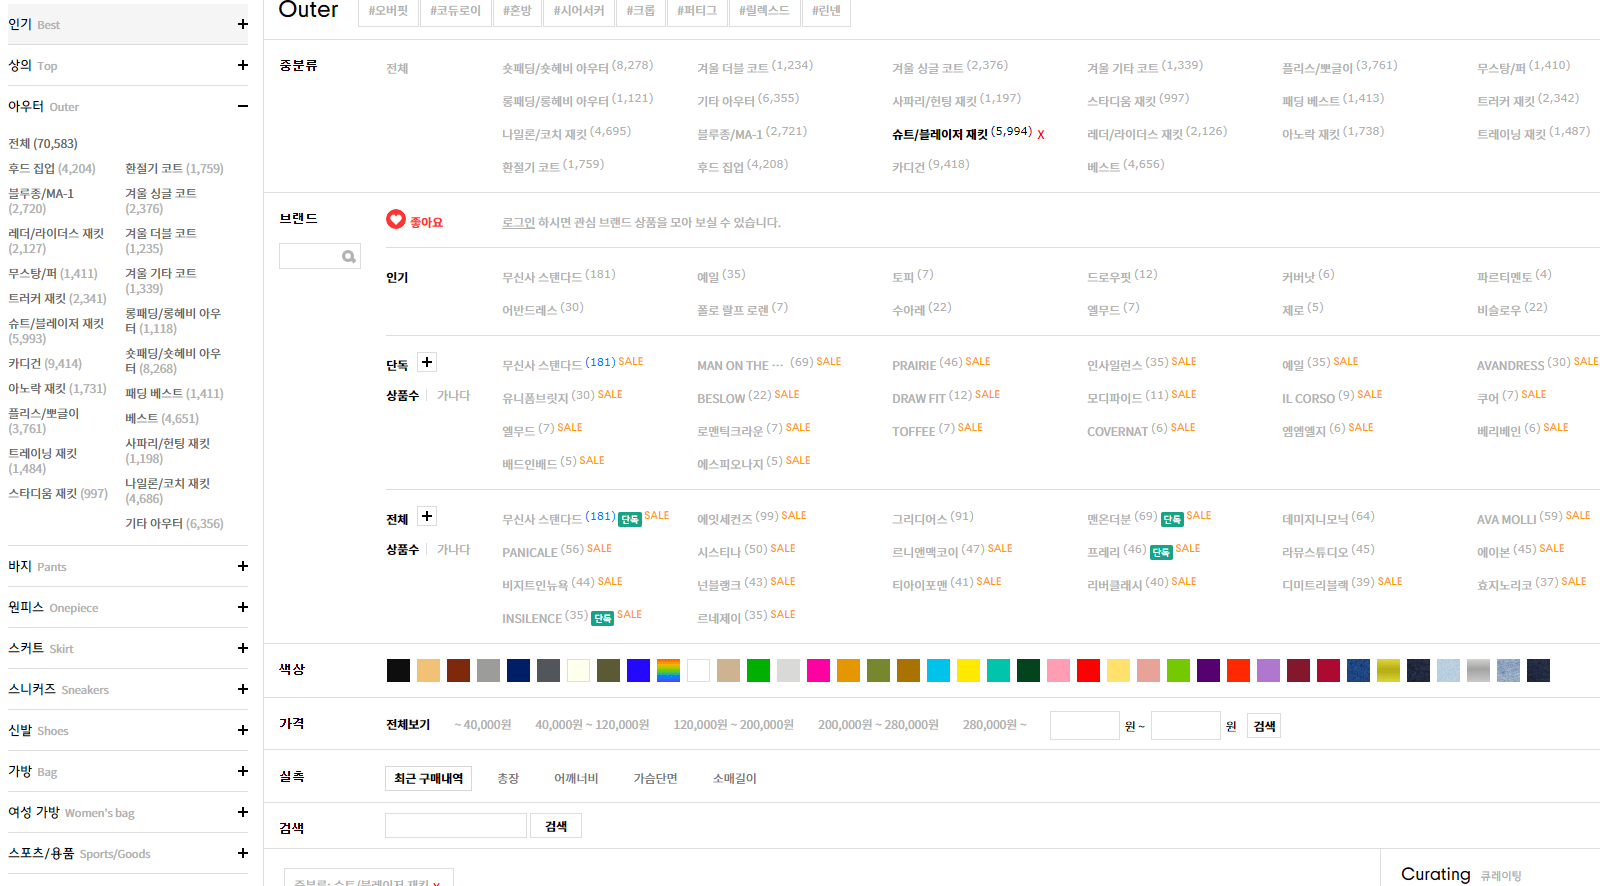 인기 Best
상의 Top
아우터 Outer
전체 (70,583)
후드 집업 (4,204)
블루종/MA-1
(2,720)
레더/라이더스 재킷
(2,127)
무스탕/퍼 (1,411)
트러커 재킷 (2,341)
슈트/블레이저 재킷
(5,993)
카디건 (9,414)
아노락 재킷 (1,731)
플리스/뽀글이
(3,761)
트레이닝 재킷
(1,484)
스타디움 재킷 (997)
환절기 코트 (1,759)
겨울 싱글 코트
(2,376)
겨울 더블 코트
(1,235)
겨울 기타 코트
(1,339)
롱패딩/롱헤비 아우
터 (1,118)
숏패딩/숏헤비 아우
터 (8,268)
패딩 베스트 (1,411)
베스트 (4,651)
사파리/헌팅 재킷
(1,198)
나일론/코치 재킷
(4,686)
기타 아우터 (6,356)
바지 Pants
원피스 Onepiece
스커트 Skirt
스니커즈 Sneakers
신발 Shoes
가방 Bag
여성 가방 Women's bag
스포츠/용품 Sports/Goods
Outer #오버핏 #코듀로이 #혼방 #시어서커 #크롭 #퍼티그 #릴렉스드 #린넨
중분류 전체 숏패딩/숏헤비 아우터 (8,278) 겨울 더블 코트 (1,234) 겨울 싱글 코트 (2,376) 겨울 기타 코트 (1,339) 플리스/뽀글이 (3,761) 무스탕/퍼 (1,410)
롱패딩/롱헤비 아우터 (1,121) 기타 아우터 (6,355) 사파리/헌팅 재킷 (1,197) 스타디움 재킷 (997) 패딩 베스트 (1,413) 트러커 재킷 (2,342)
나일론/코치 재킷 (4,695) 블루종/MA-1 (2,721) 슈트/블레이저 재킷 (5,994) X 레더/라이더스 재킷 (2,126) 아노락 재킷 (1,738) 트레이닝 재킷 (1,487)
환절기 코트 (1,759) 후드 집업 (4,208) 카디건 (9,418) 베스트 (4,656)
브랜드 좋아요 로그인 하시면 관심 브랜드 상품을 모아 보실 수 있습니다.
인기 무신사 스탠다드 (181) 예일 (35) 토피 (7) 드로우핏 (12) 커버낫 (6) 파르티멘토 (4)
어반드레스 (30) 폴로 랄프 로렌 (7) 수아레 (22) 엘무드 (7) 제로 (5) 비슬로우 (22)
단독 + 무신사 스탠다드 (181) SALE MAN ON THE ··· (69) SALE PRAIRIE (46) SALE 인사일런스 (35) SALE 예일 (35) SALE AVANDRESS (30) SALE
상품수 가나다 유니폼브릿지 (30) SALE BESLOW (22) SALE DRAW FIT (12) SALE 모디파이드 (11) SALE IL CORSO (9) SALE 쿠어 (7) SALE
엘무드 (7) SALE 로맨틱크라운 (7) SALE TOFFEE (7) SALE COVERNAT (6) SALE 엠엠엘지 (6) SALE 베리베인 (6) SALE
배드인배드 (5) SALE 에스피오나지 (5) SALE
전체 + 무신사 스탠다드 (181) 단독 SALE 에잇세컨즈 (99) SALE 그리디어스 (91) 맨온더분 (69) 단독 SALE 데미지니모닉 (64) AVA MOLLI (59) SALE
상품수 가나다 PANICALE (56) SALE 시스티나 (50) SALE 르니앤맥코이 (47) SALE 프레리 (46) 단독 SALE 라뮤스튜디오 (45) 에이본 (45) SALE
비지트인뉴욕 (44) SALE 넌블랭크 (43) SALE 티아이포맨 (41) SALE 리버클래시 (40) SALE 디미트리블랙 (39) SALE 효지노리코 (37) SALE
INSILENCE (35) 단독 SALE 르네제이 (35) SALE
색상
가격 전체보기 ~ 40,000원 40,000원 ~ 120,000원 120,000원 ~ 200,000원 200,000원 ~ 280,000원 280,000원 ~ 원 ~ 원 검색
실측 최근 구매내역 총장 어깨너비 가슴단면 소매길이
검색 검색
중분류: 슈트/블레이저 재킷 X
Curating 큐레이팅